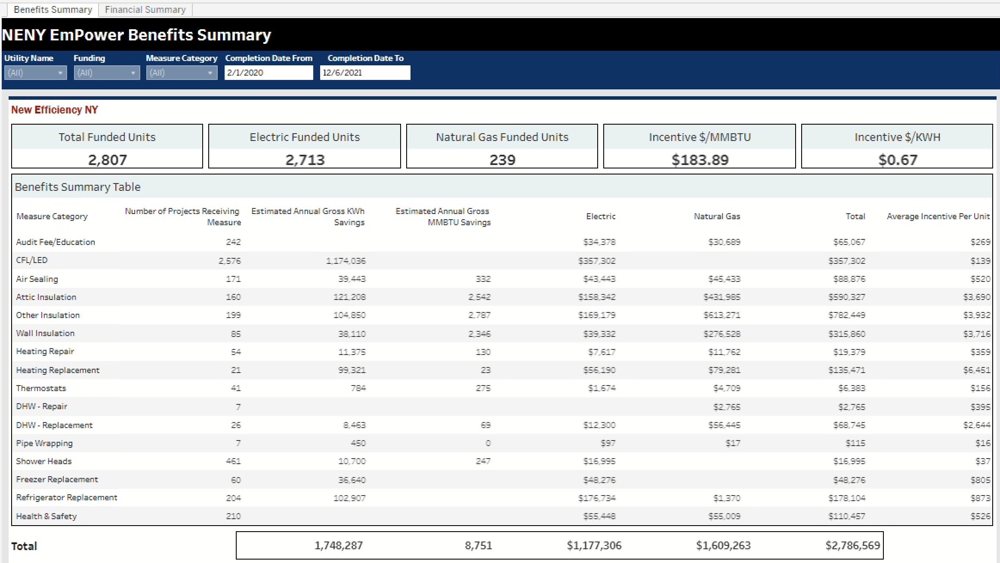 Benefits Summary Financial Summary
NENY EmPower Benefits Summary
Utility Name Funding Measure Category Completion Date From Completion Date To
(All) (All) (All) 2/1/2020 12/6/2021
New Efficiency NY
Total Funded Units Electric Funded Units Natural Gas Funded Units Incentive $/MMBTU Incentive $/KWH
2,807 2,713 239 $183.89 $0.67
Benefits Summary Table
Measure Category Number of Projects Receiving Measure Estimated Annual Gross KWh Savings Estimated Annual Gross MMBTU Savings Electric Natural Gas Total Average Incentive Per Unit
Audit Fee/Education 242 $34,378 $30,689 $65,067 $269
CFL/LED 2,576 1,174,036 $357,302 $357,302 $139
Air Sealing 171 39,443 332 $43,443 $45,433 $88,876 $520
Attic Insulation 160 121,208 2,542 $158,342 $431,985 $590,327 $3,690
Other Insulation 199 104,850 2,787 $169,179 $613,271 $782,449 $3,932
Wall Insulation 85 38,110 2,346 $39,332 $276,528 $315,860 $3,716
Heating Repair 54 11,375 130 $7,617 $11,762 $19,379 $359
Heating Replacement 21 99,321 23 $56,190 $79,281 $135,471 $6,451
Thermostats 41 784 275 $1,674 $4,709 $6,383 $156
DHW - Repair 7 $2,765 $2,765 $395
DHW - Replacement 26 8,463 69 $12,300 $56,445 $68,745 $2,644
Pipe Wrapping 7 450 0 $97 $17 $115 $16
Shower Heads 461 10,700 247 $16,995 $16,995 $37
Freezer Replacement 60 36,640 $48,276 $48,276 $805
Refrigerator Replacement 204 102,907 $176,734 $1,370 $178,104 $873
Health & Safety 210 $55,448 $55,009 $110,457 $526
Total 1,748,287 8,751 $1,177,306 $1,609,263 $2,786,569